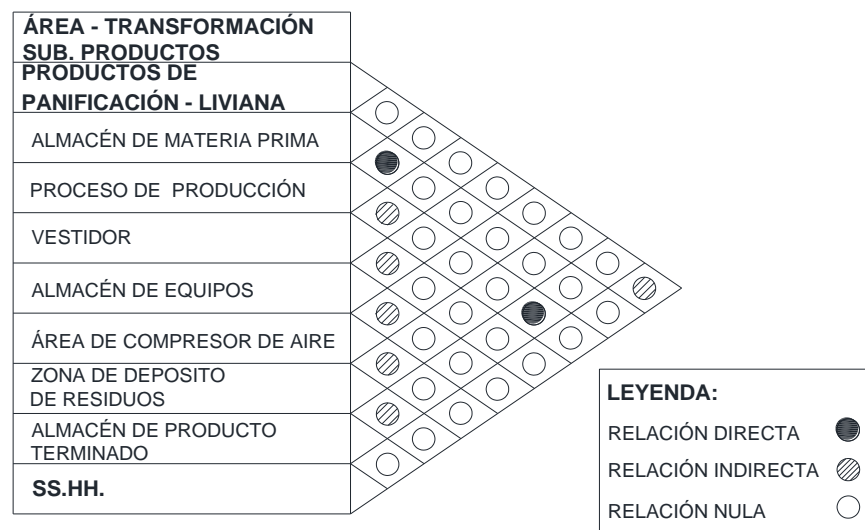 ÁREA - TRANSFORMACIÓN
SUB. PRODUCTOS
PRODUCTOS DE
PANIFICACIÓN - LIVIANA
ALMACÉN DE MATERIA PRIMA
PROCESO DE PRODUCCIÓN
VESTIDOR
ALMACÉN DE EQUIPOS
ÁREA DE COMPRESOR DE AIRE
ZONA DE DEPOSITO
DE RESIDUOS
ALMACÉN DE PRODUCTO
TERMINADO
SS.HH.
LEYENDA:
RELACIÓN DIRECTA
RELACIÓN INDIRECTA
RELACIÓN NULA